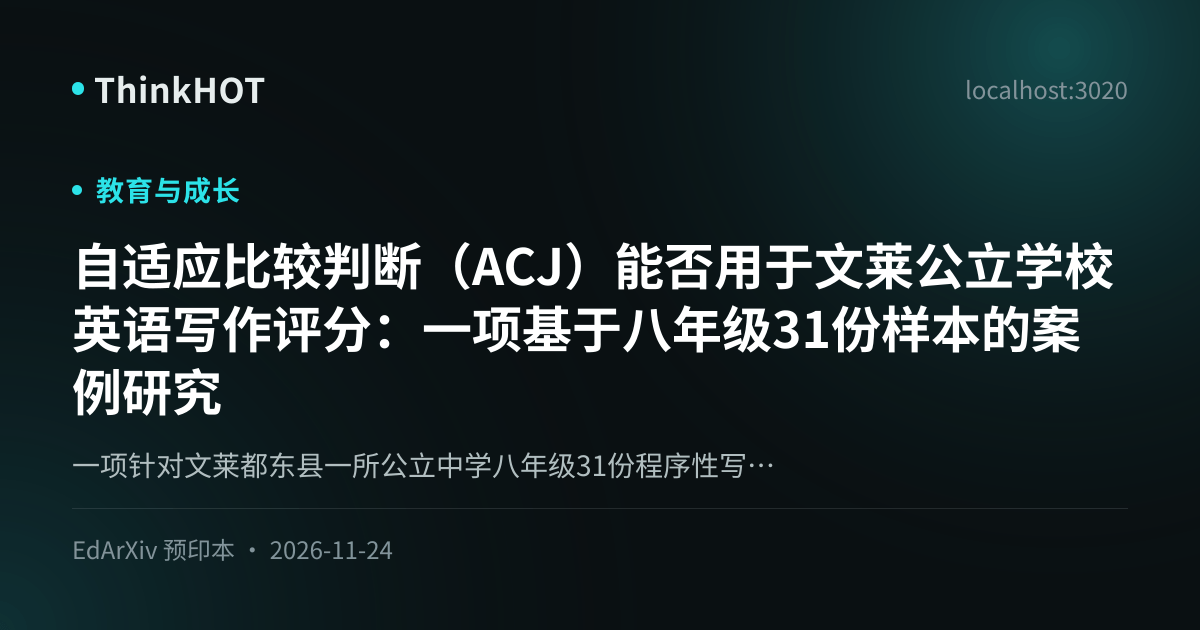 ThinkHOT
localhost:3020
教育与成长
自适应比较判断（ACJ）能否用于文莱公立学校
英语写作评分：一项基于八年级31份样本的案
例研究
一项针对文莱都东县一所公立中学八年级31份程序性写…
EdArXiv 预印本 · 2026-11-24